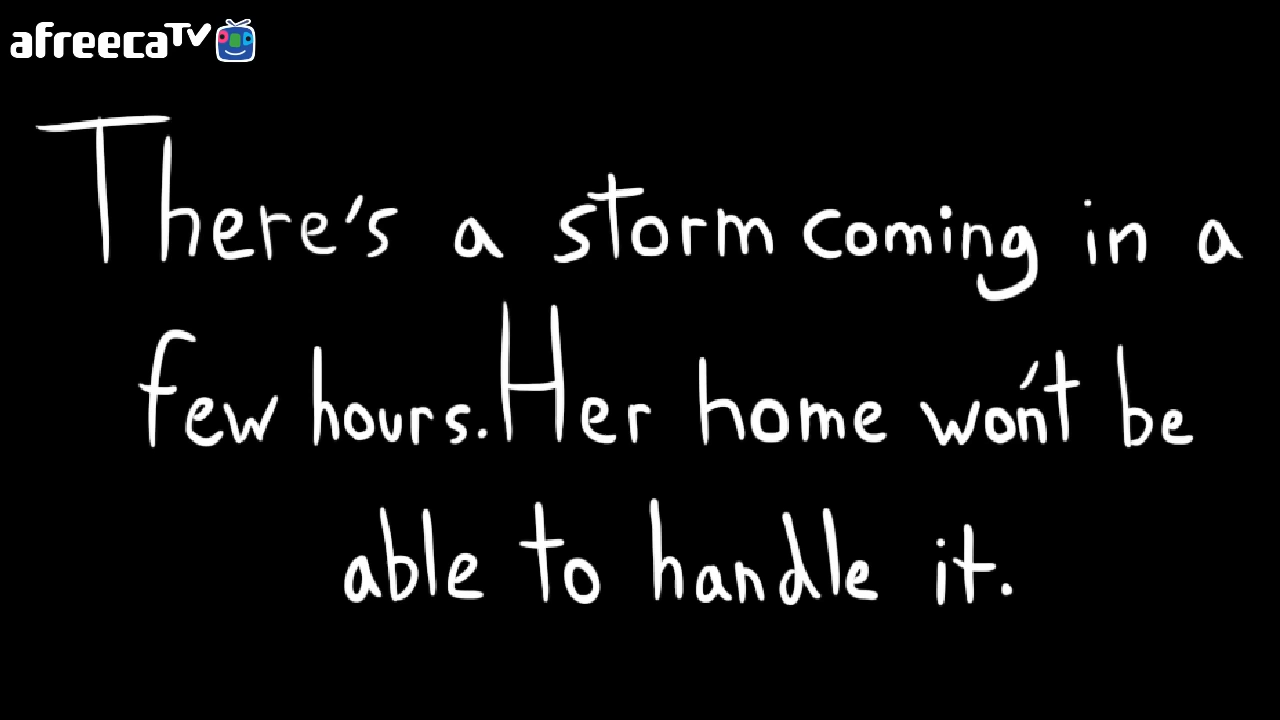 afreecaTV
There's a storm coming in a
few hours. Her home won't be
able to handle it.